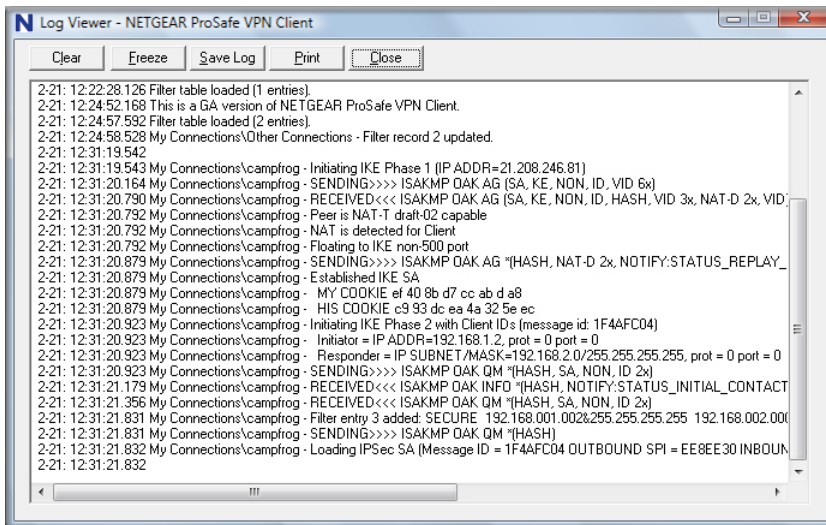 Log Viewer - NETGEAR ProSafe VPN Client
Clear Freeze Save Log Print Close
2-21: 12:22:28.126 Filter table loaded (1 entries).
2-21: 12:24:52.168 This is a GA version of NETGEAR ProSafe VPN Client.
2-21: 12:24:57.592 Filter table loaded (2 entries).
2-21: 12:24:58.528 My Connections\Other Connections - Filter record 2 updated.
2-21: 12:31:19.542
2-21: 12:31:19.543 My Connections\campfrog - Initiating IKE Phase 1 (IP ADDR=21.208.246.81)
2-21: 12:31:20.164 My Connections\campfrog - SENDING>>>> ISAKMP OAK AG (SA, KE, NON, ID, VID 6x)
2-21: 12:31:20.790 My Connections\campfrog - RECEIVED<<< ISAKMP OAK AG (SA, KE, NON, ID, HASH, VID 3x, NAT-D 2x, VID)
2-21: 12:31:20.792 My Connections\campfrog - Peer is NAT-T draft-02 capable
2-21: 12:31:20.792 My Connections\campfrog - NAT is detected for Client
2-21: 12:31:20.792 My Connections\campfrog - Floating to IKE non-500 port
2-21: 12:31:20.879 My Connections\campfrog - SENDING>>>> ISAKMP OAK AG *(HASH, NAT-D 2x, NOTIFY:STATUS_REPLAY_
2-21: 12:31:20.879 My Connections\campfrog - Established IKE SA
2-21: 12:31:20.879 My Connections\campfrog - MY COOKIE ef 40 8b d7 cc ab d a8
2-21: 12:31:20.879 My Connections\campfrog - HIS COOKIE c9 93 dc ea 4a 32 5e ec
2-21: 12:31:20.923 My Connections\campfrog - Initiating IKE Phase 2 with Client IDs (message id: 1F4AFC04)
2-21: 12:31:20.923 My Connections\campfrog - Initiator = IP ADDR=192.168.1.2, prot = 0 port = 0
2-21: 12:31:20.923 My Connections\campfrog - Responder = IP SUBNET/MASK=192.168.2.0/255.255.255.255, prot = 0 port = 0
2-21: 12:31:20.923 My Connections\campfrog - SENDING>>>> ISAKMP OAK QM *(HASH, SA, NON, ID 2x)
2-21: 12:31:21.179 My Connections\campfrog - RECEIVED<<< ISAKMP OAK INFO *(HASH, NOTIFY:STATUS_INITIAL_CONTACT
2-21: 12:31:21.356 My Connections\campfrog - RECEIVED<<< ISAKMP OAK QM *(HASH, SA, NON, ID 2x)
2-21: 12:31:21.831 My Connections\campfrog - Filter entry 3 added: SECURE 192.168.001.002&255.255.255.255 192.168.002.000
2-21: 12:31:21.831 My Connections\campfrog - SENDING>>>> ISAKMP OAK QM *(HASH)
2-21: 12:31:21.832 My Connections\campfrog - Loading IPSec SA (Message ID = 1F4AFC04 OUTBOUND SPI = EE8EE30 INBOUN
2-21: 12:31:21.832